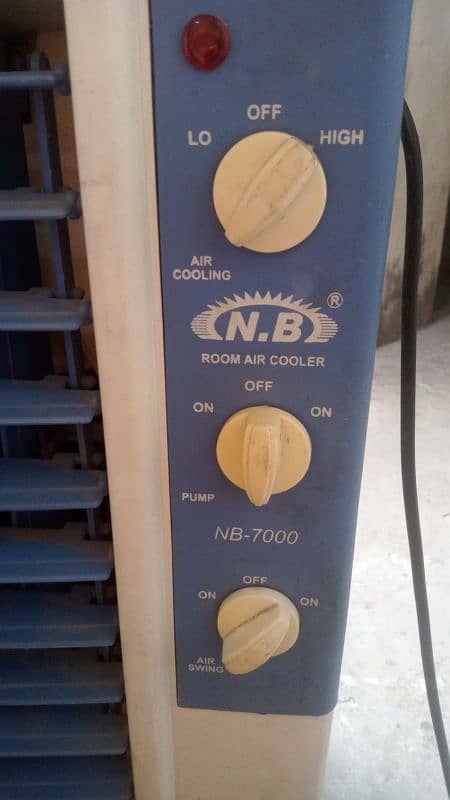 OFF
LO HIGH
AIR
COOLING
N.B ®
ROOM AIR COOLER
OFF
ON ON
PUMP
NB-7000
OFF
ON ON
AIR
SWING